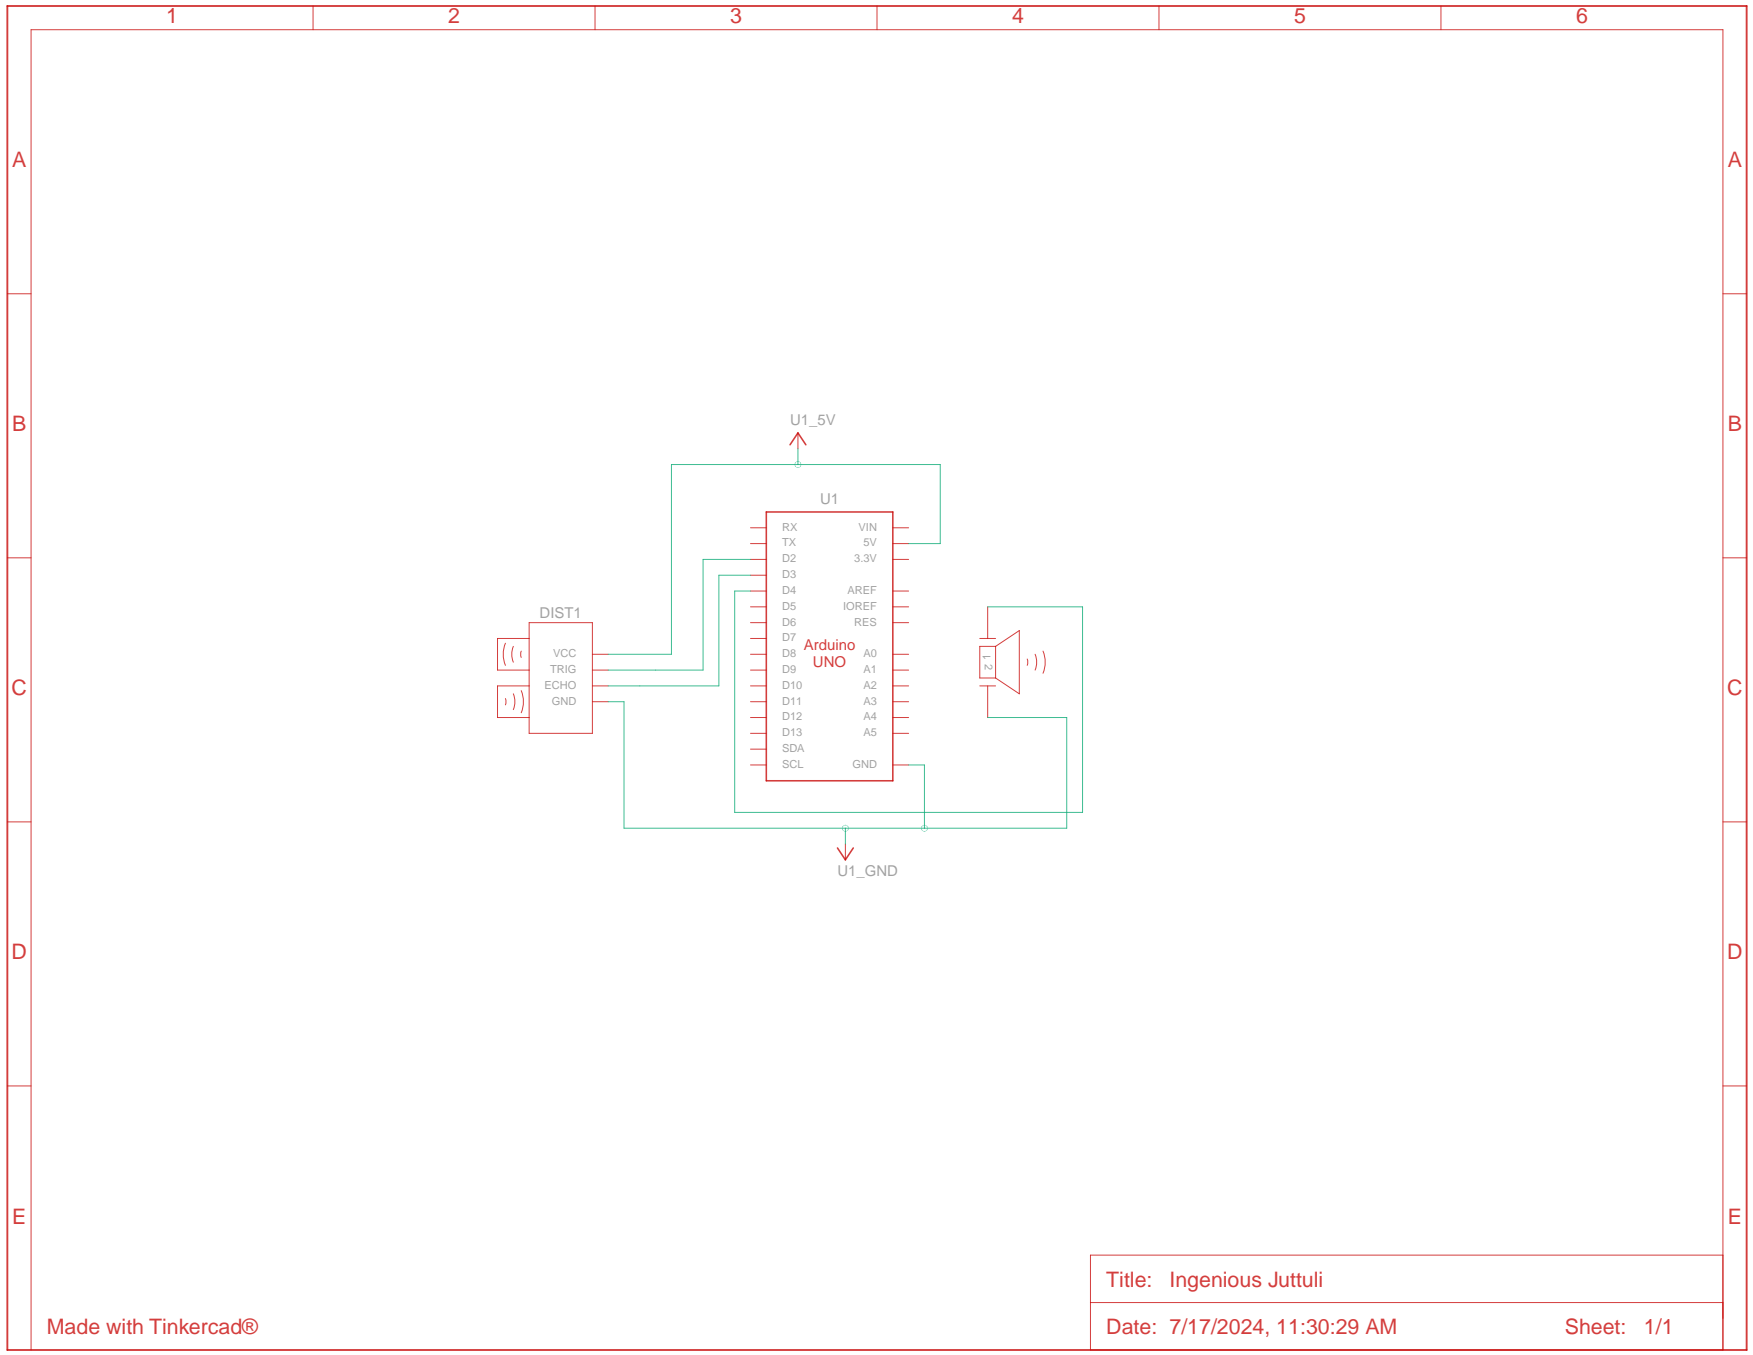 1 2 3 4 5 6
A A
B B
U1_5V
U1
RX VIN
TX 5V
D2 3.3V
D3
D4 AREF
D5 IOREF
D6 RES
D7
Arduino
UNO
D8 A0
D9 A1
D10 A2
D11 A3
D12 A4
D13 A5
SDA
SCL GND
DIST1
VCC
TRIG
ECHO
GND
1
2
C C
U1_GND
D D
E E
Title: Ingenious Juttuli
Made with Tinkercad®
Date: 7/17/2024, 11:30:29 AM Sheet: 1/1